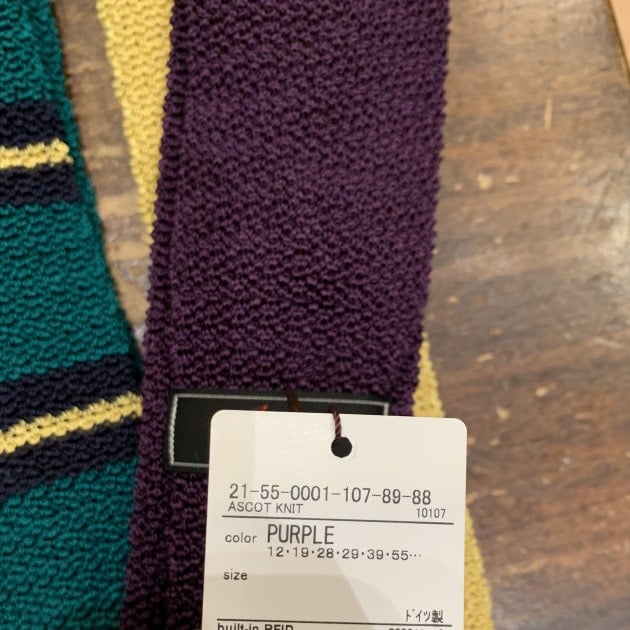 21-55-0001-107-89-88
ASCOT KNIT 10107
color PURPLE
12・19・28・29・39・55…
size
ドイツ製
built-in RFID